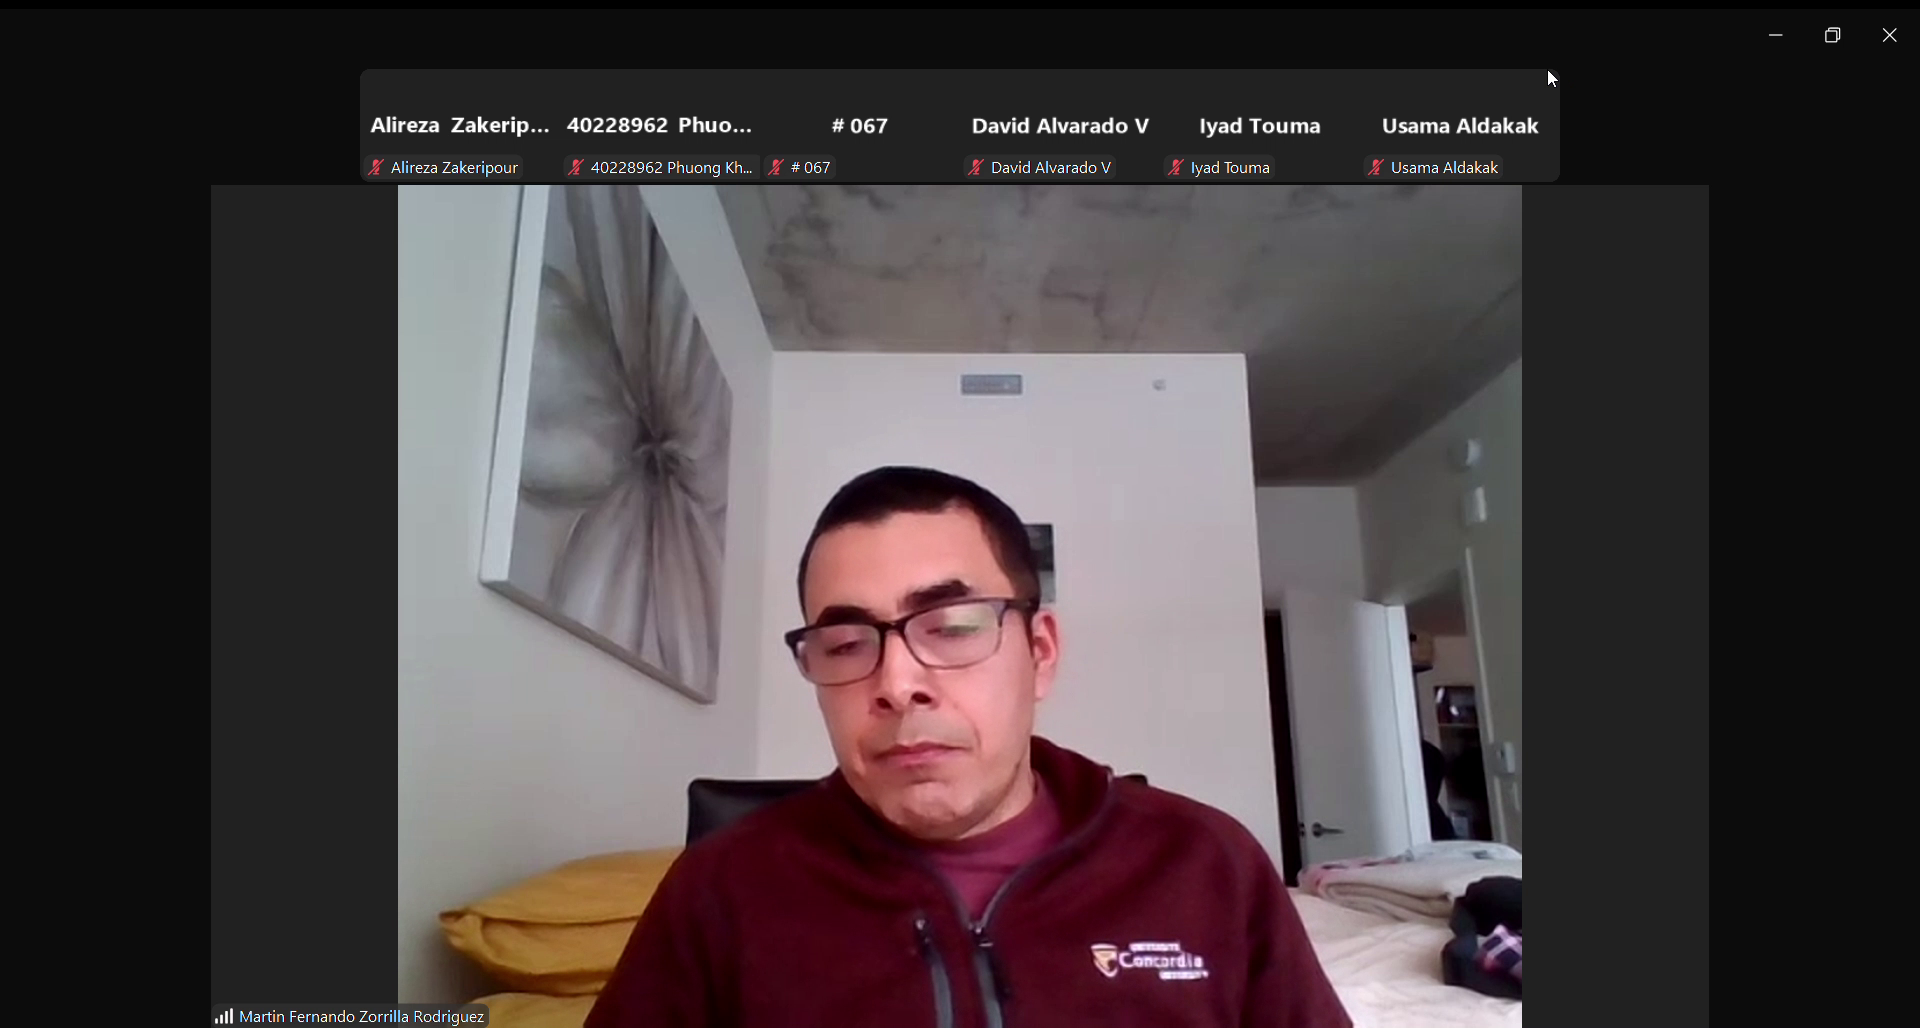 Alireza Zakerip...
40228962 Phuo...
# 067
David Alvarado V
Iyad Touma
Usama Aldakak
Alireza Zakeripour
40228962 Phuong Kh...
# 067
David Alvarado V
Iyad Touma
Usama Aldakak
Concordia
Martin Fernando Zorrilla Rodriguez